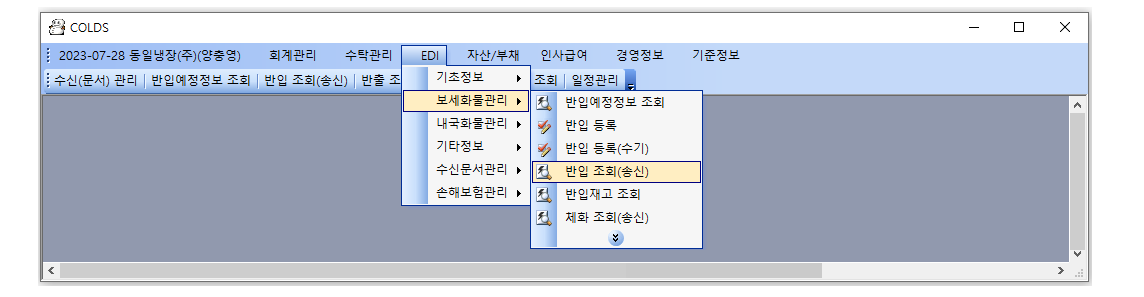 COLDS
2023-07-28 동일냉장(주)(양충영) 회계관리 수탁관리 EDI 자산/부채 인사급여 경영정보 기준정보
수신(문서) 관리 반입예정정보 조회 반입 조회(송신) 반출 조 조회 일정관리
기초정보
보세화물관리
내국화물관리
기타정보
수신문서관리
손해보험관리
반입예정정보 조회
반입 등록
반입 등록(수기)
반입 조회(송신)
반입재고 조회
체화 조회(송신)